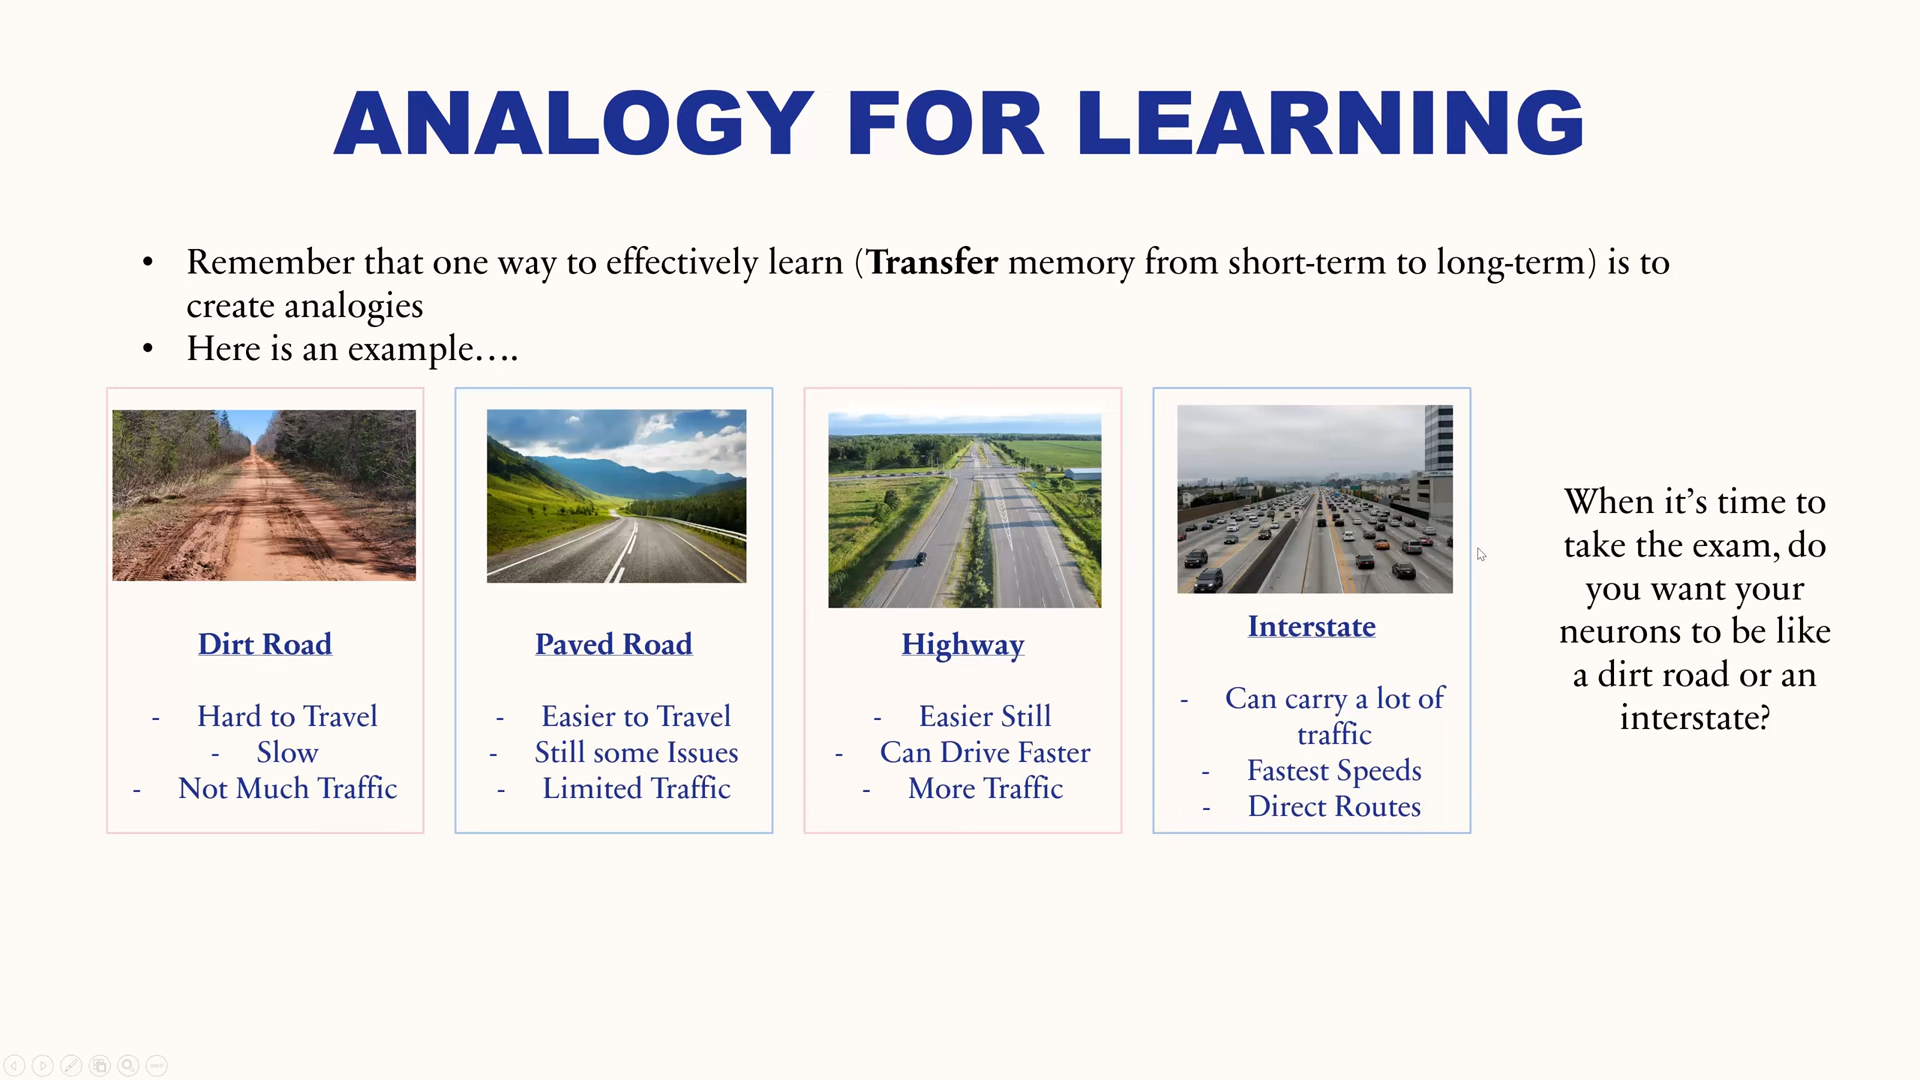 ANALOGY FOR LEARNING
• Remember that one way to effectively learn (Transfer memory from short-term to long-term) is to
create analogies
• Here is an example….
Dirt Road
- Hard to Travel
- Slow
- Not Much Traffic
Paved Road
- Easier to Travel
- Still some Issues
- Limited Traffic
Highway
- Easier Still
- Can Drive Faster
- More Traffic
Interstate
- Can carry a lot of
traffic
- Fastest Speeds
- Direct Routes
When it’s time to
take the exam, do
you want your
neurons to be like
a dirt road or an
interstate?